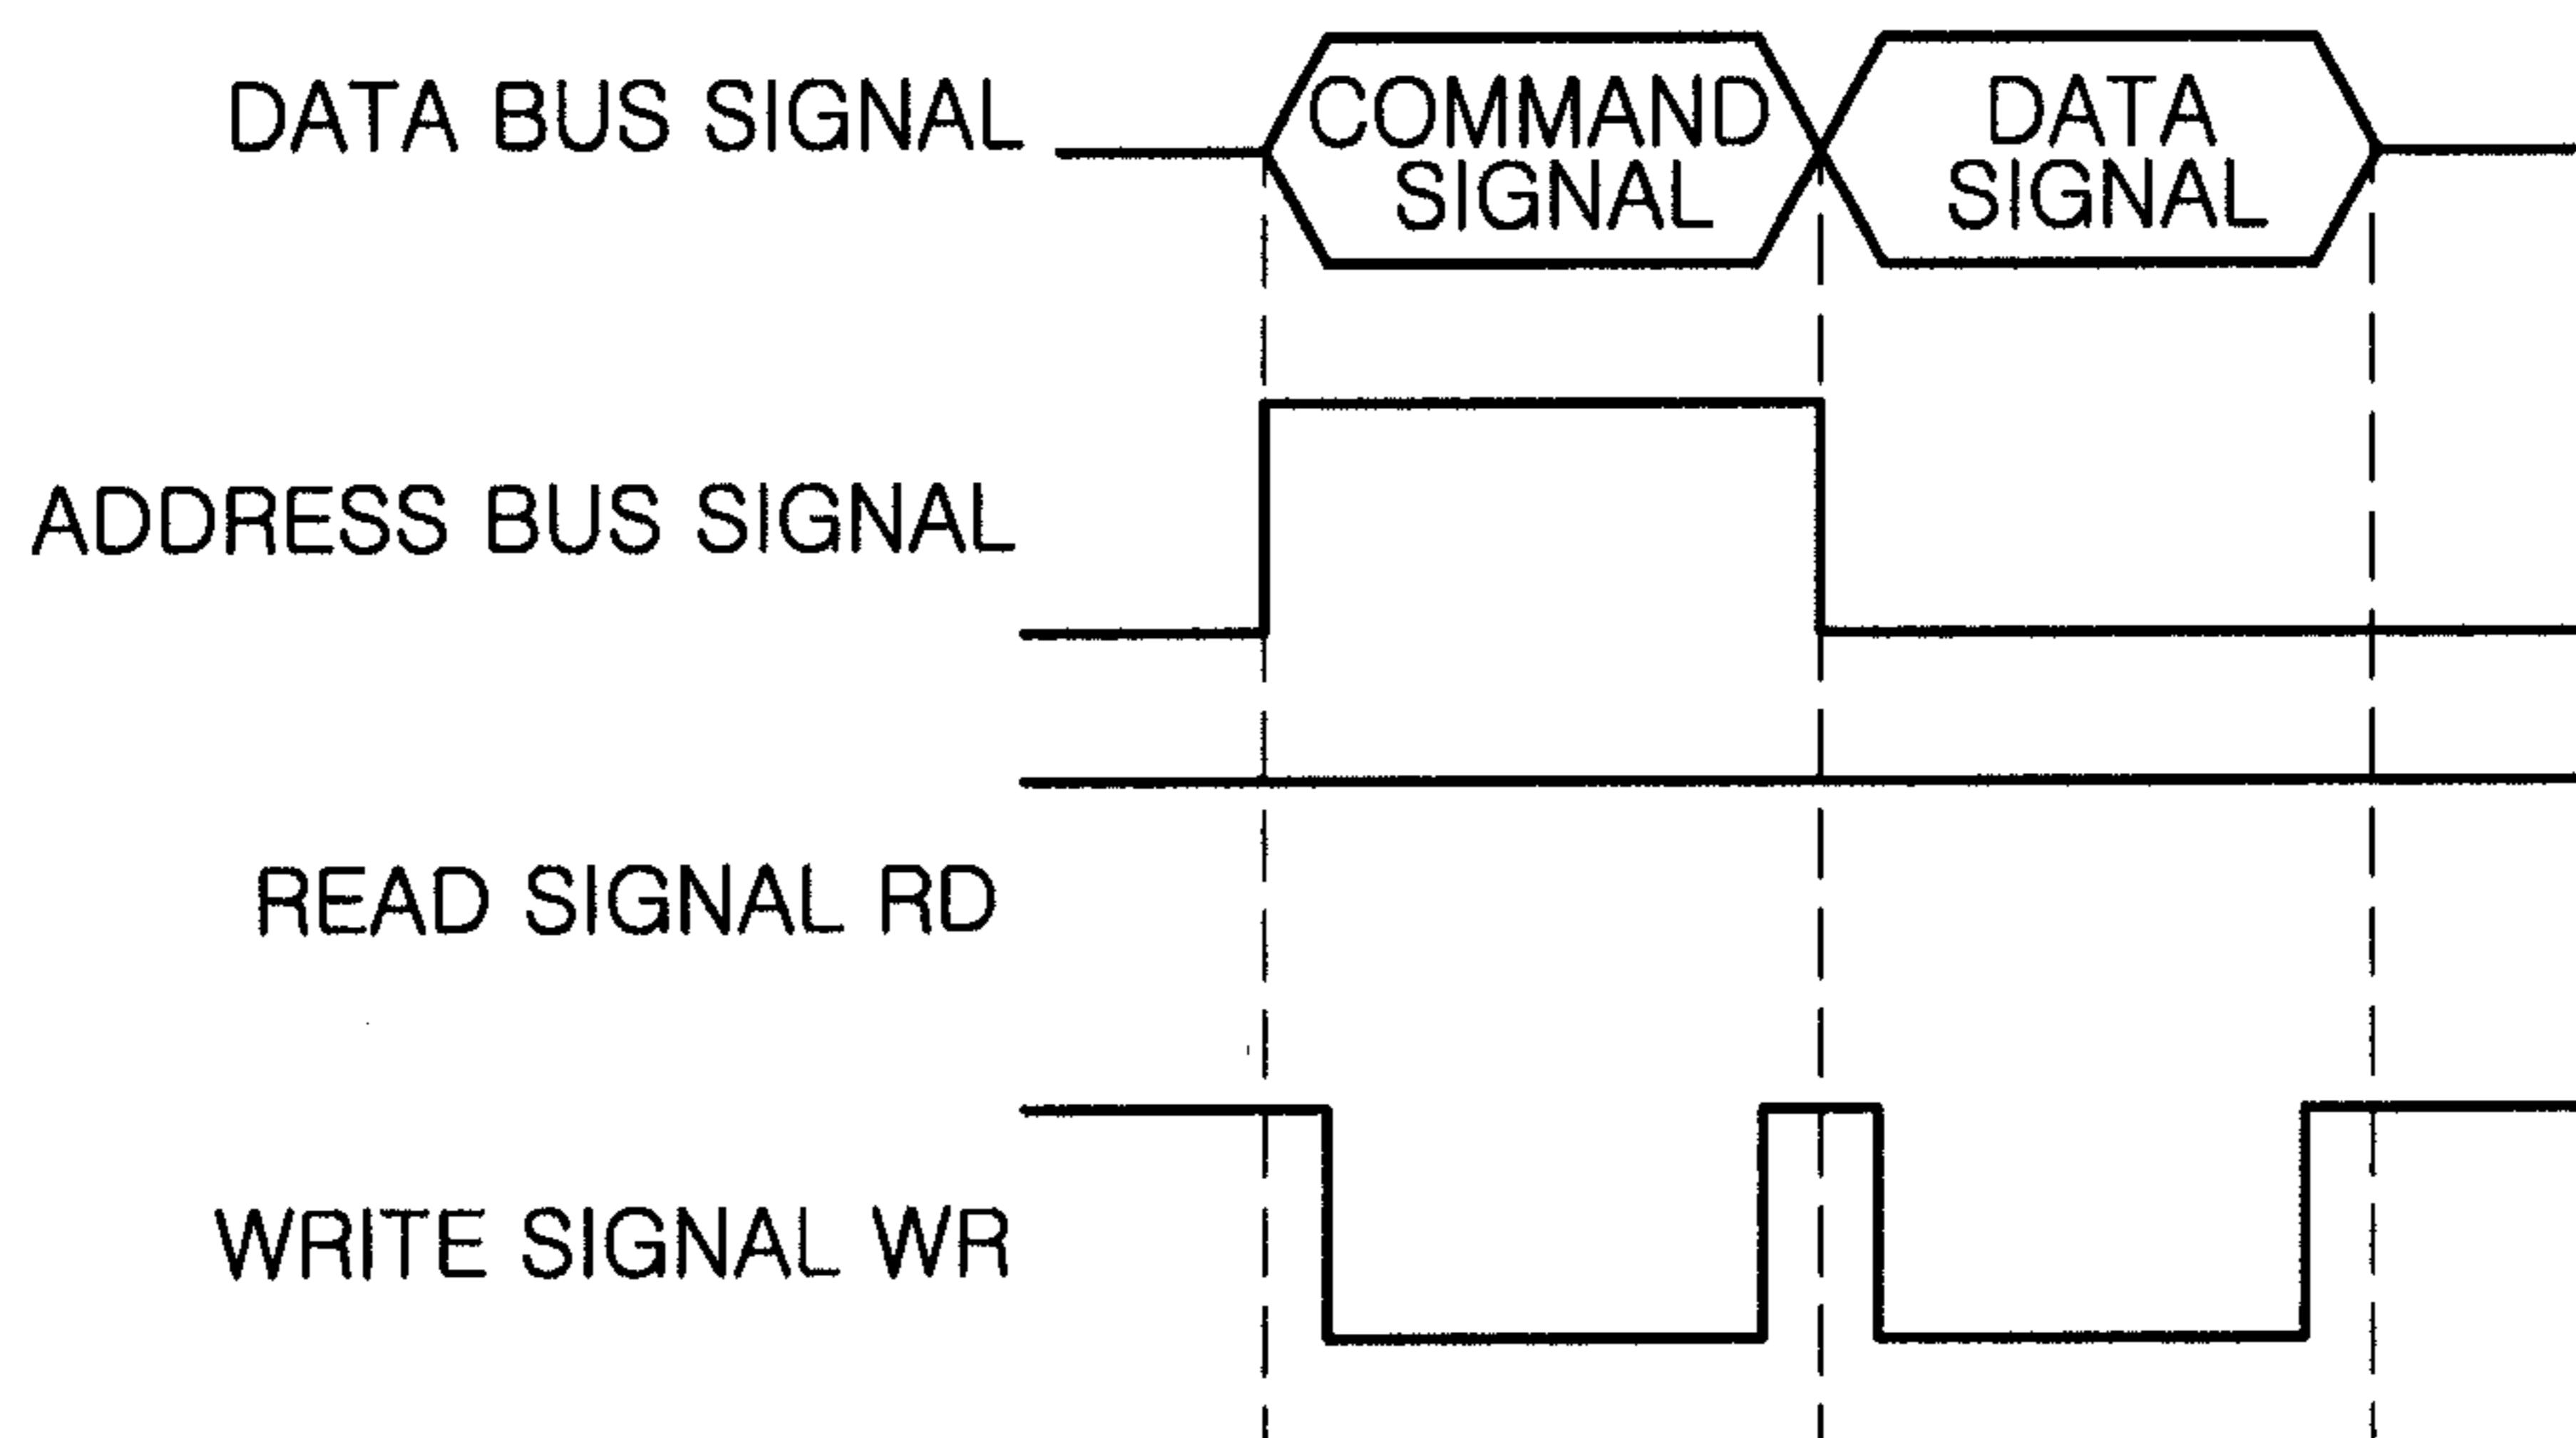 DATA BUS SIGNAL
COMMAND
SIGNAL
DATA
SIGNAL
ADDRESS BUS SIGNAL
READ SIGNAL RD
WRITE SIGNAL WR